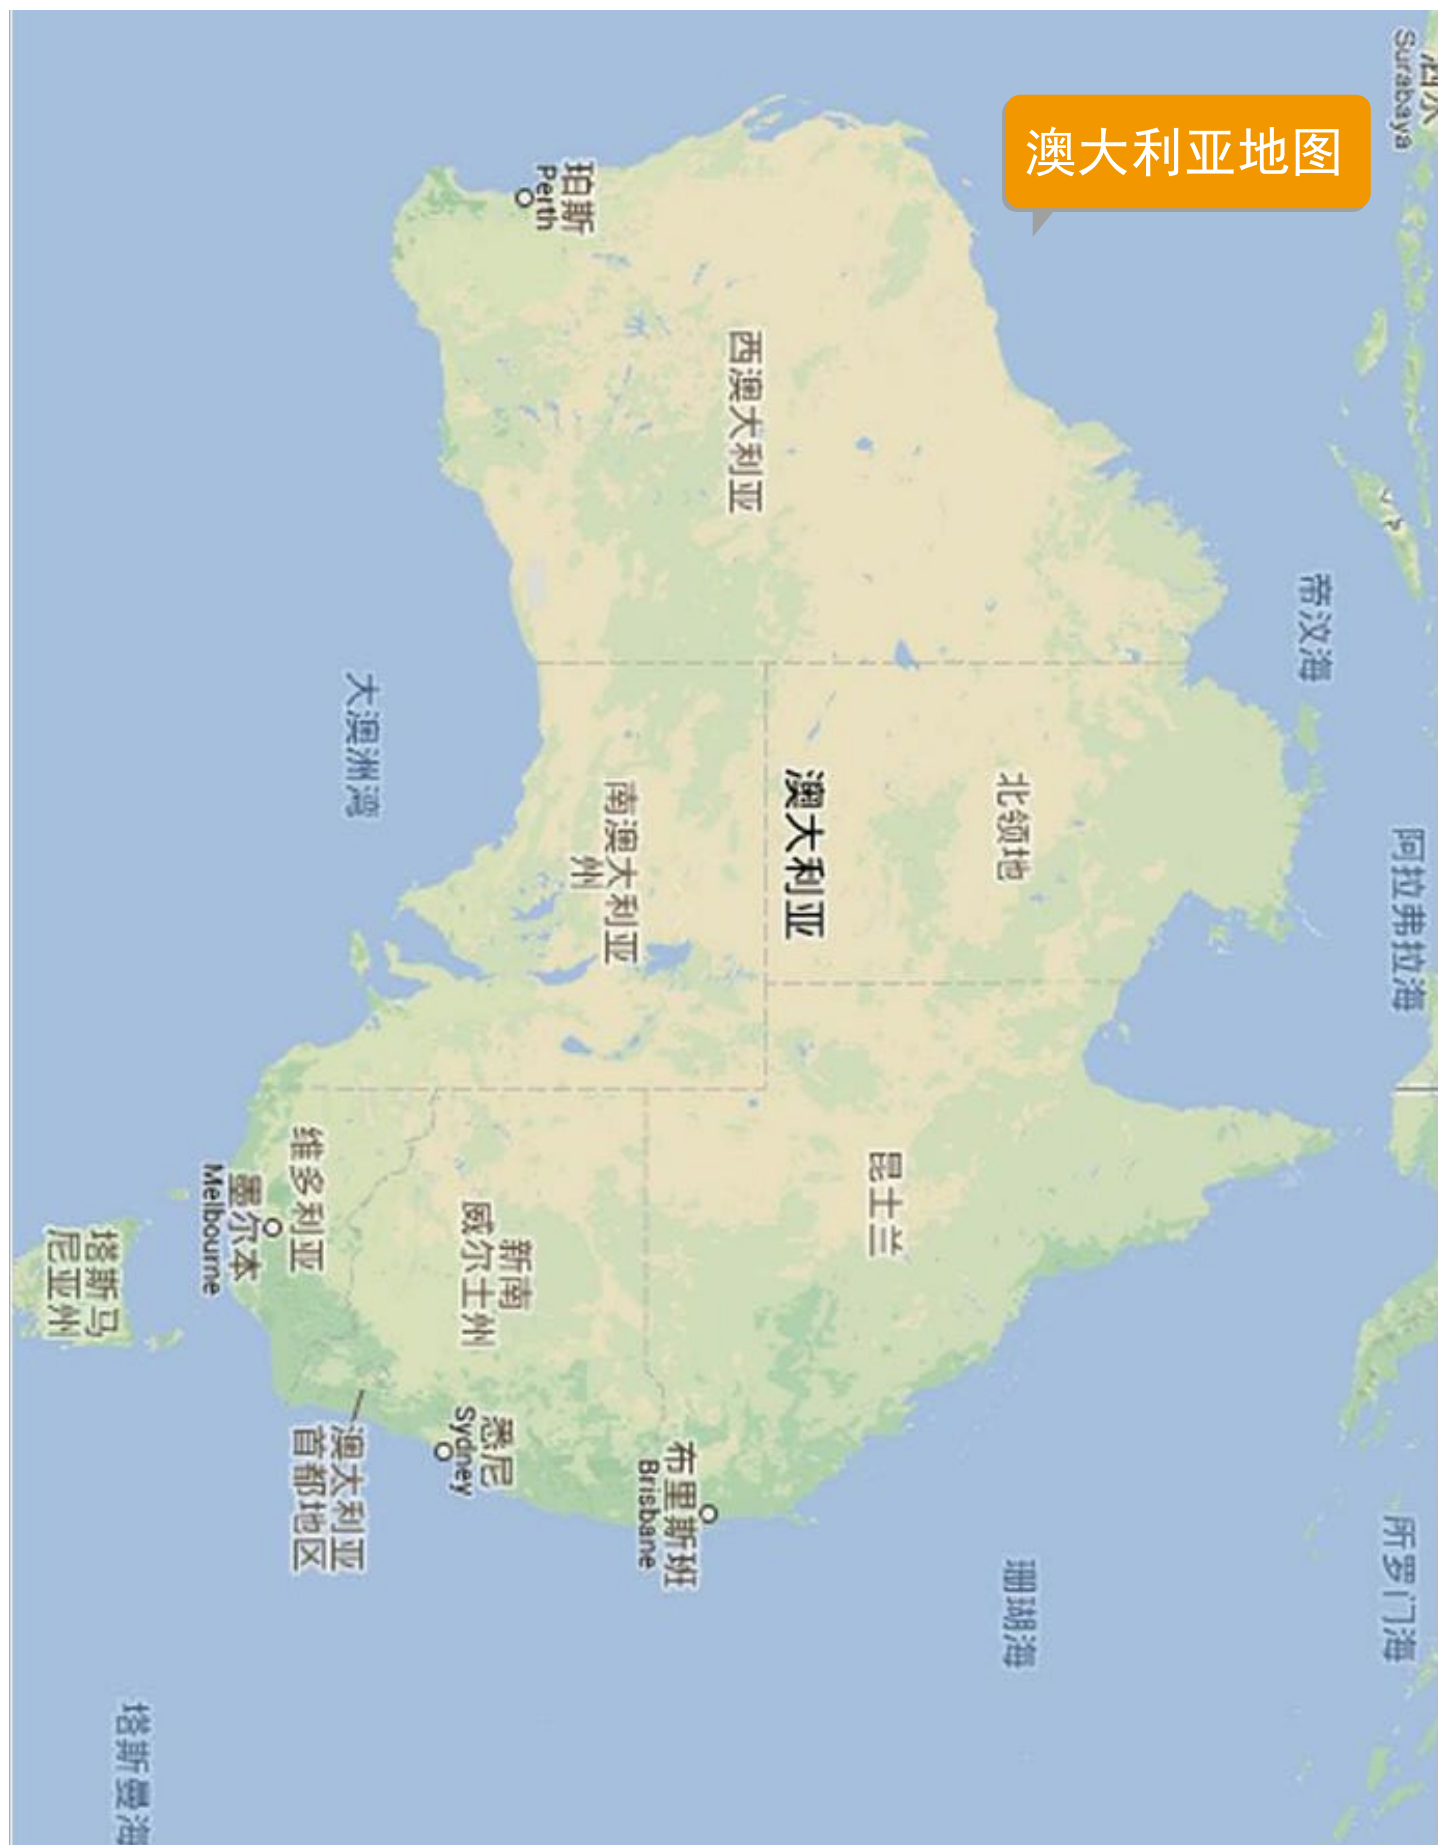 澳大利亚地图
Surabaya
帝汶海
阿拉弗拉海
所罗门海
珊瑚海
珀斯
Perth
西澳大利亚
北领地
澳大利亚
南澳大利亚
州
昆士兰
大澳洲湾
布里斯班
Brisbane
新南
威尔士州
悉尼
Sydney
维多利亚
墨尔本
Melbourne
澳大利亚
首都地区
塔斯马
尼亚州
塔斯曼海